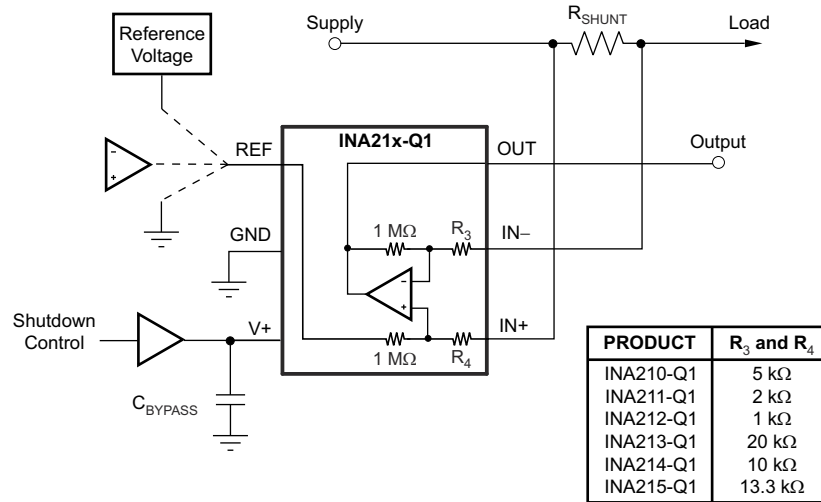 Supply
R_SHUNT
Load
Reference
Voltage
INA21x-Q1
REF
OUT
Output
- +
GND
1 MΩ
R3
IN−
- +
Shutdown
Control
V+
1 MΩ
R4
IN+
C_BYPASS
PRODUCT R3 and R4
INA210-Q1 5 kΩ
INA211-Q1 2 kΩ
INA212-Q1 1 kΩ
INA213-Q1 20 kΩ
INA214-Q1 10 kΩ
INA215-Q1 13.3 kΩ